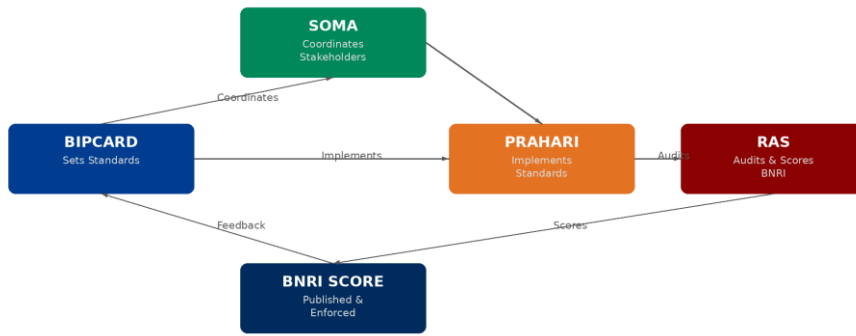 SOMA
Coordinates
Stakeholders
Coordinates
BIPCARD
Sets Standards
Implements
PRAHARI
Implements
Standards
Audits
RAS
Audits & Scores
BNRI
Feedback
Scores
BNRI SCORE
Published &
Enforced